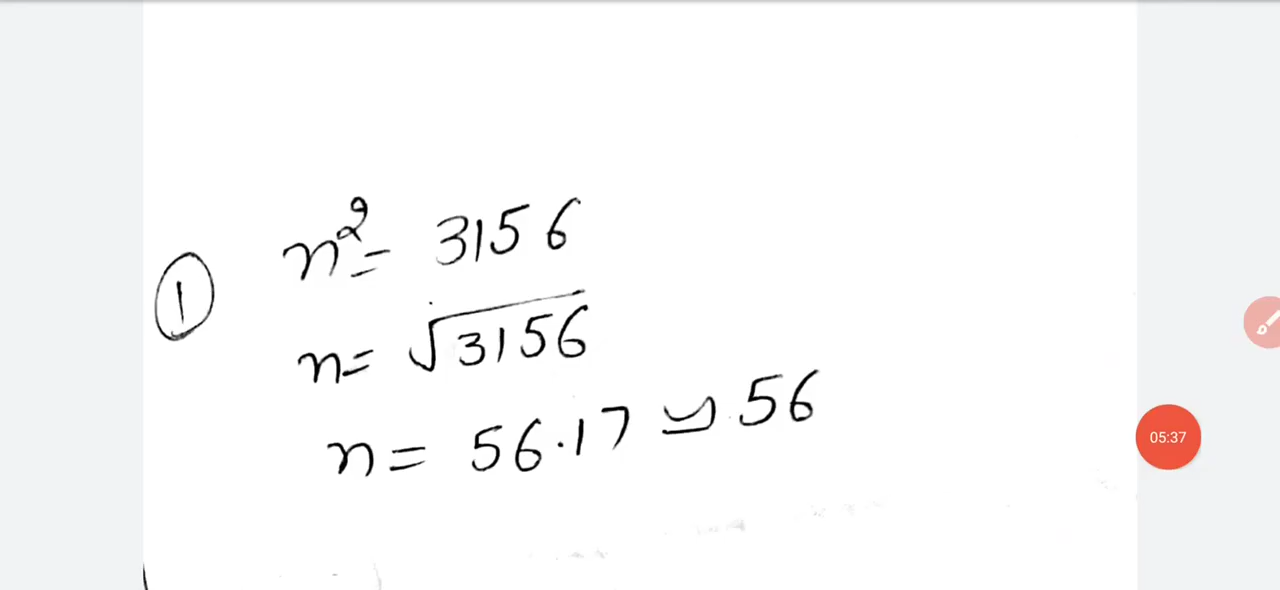 ① n² = 3156
n = √3156
n = 56.17 ≃ 56
05:37